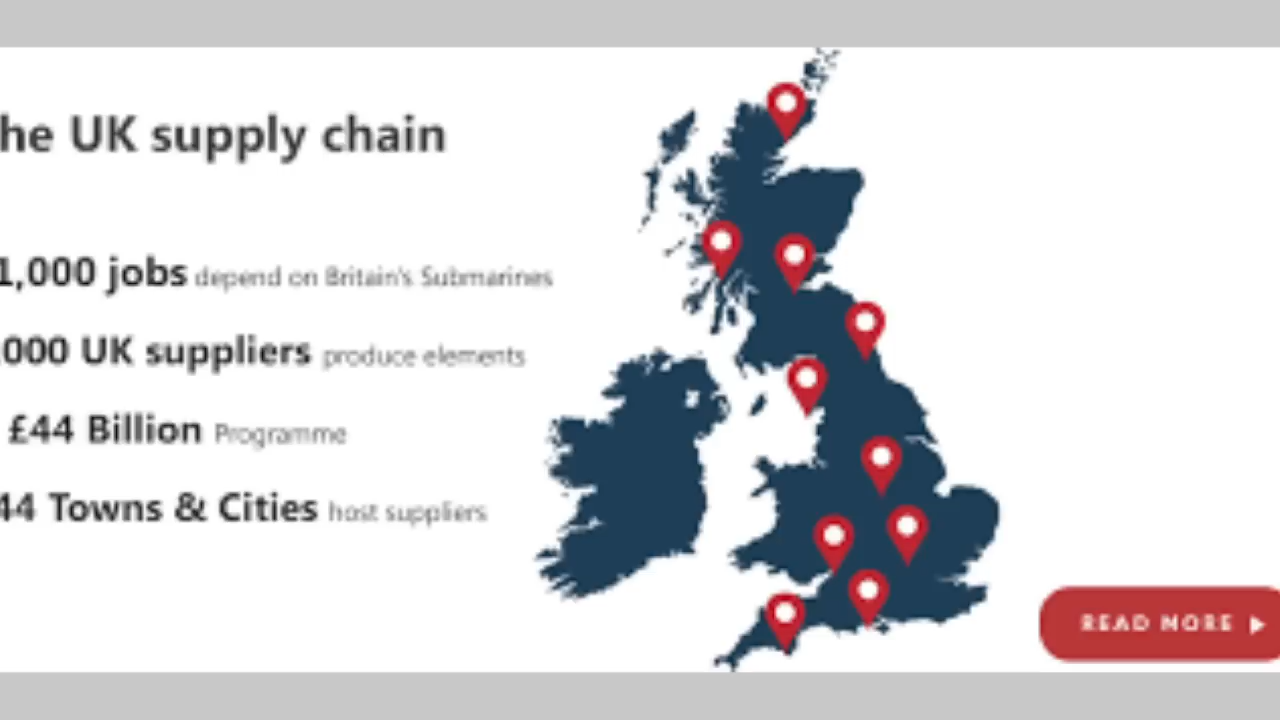 he UK supply chain
1,000 jobs depend on Britain's Submarines
000 UK suppliers produce elements
£44 Billion Programme
44 Towns & Cities host suppliers
READ MORE